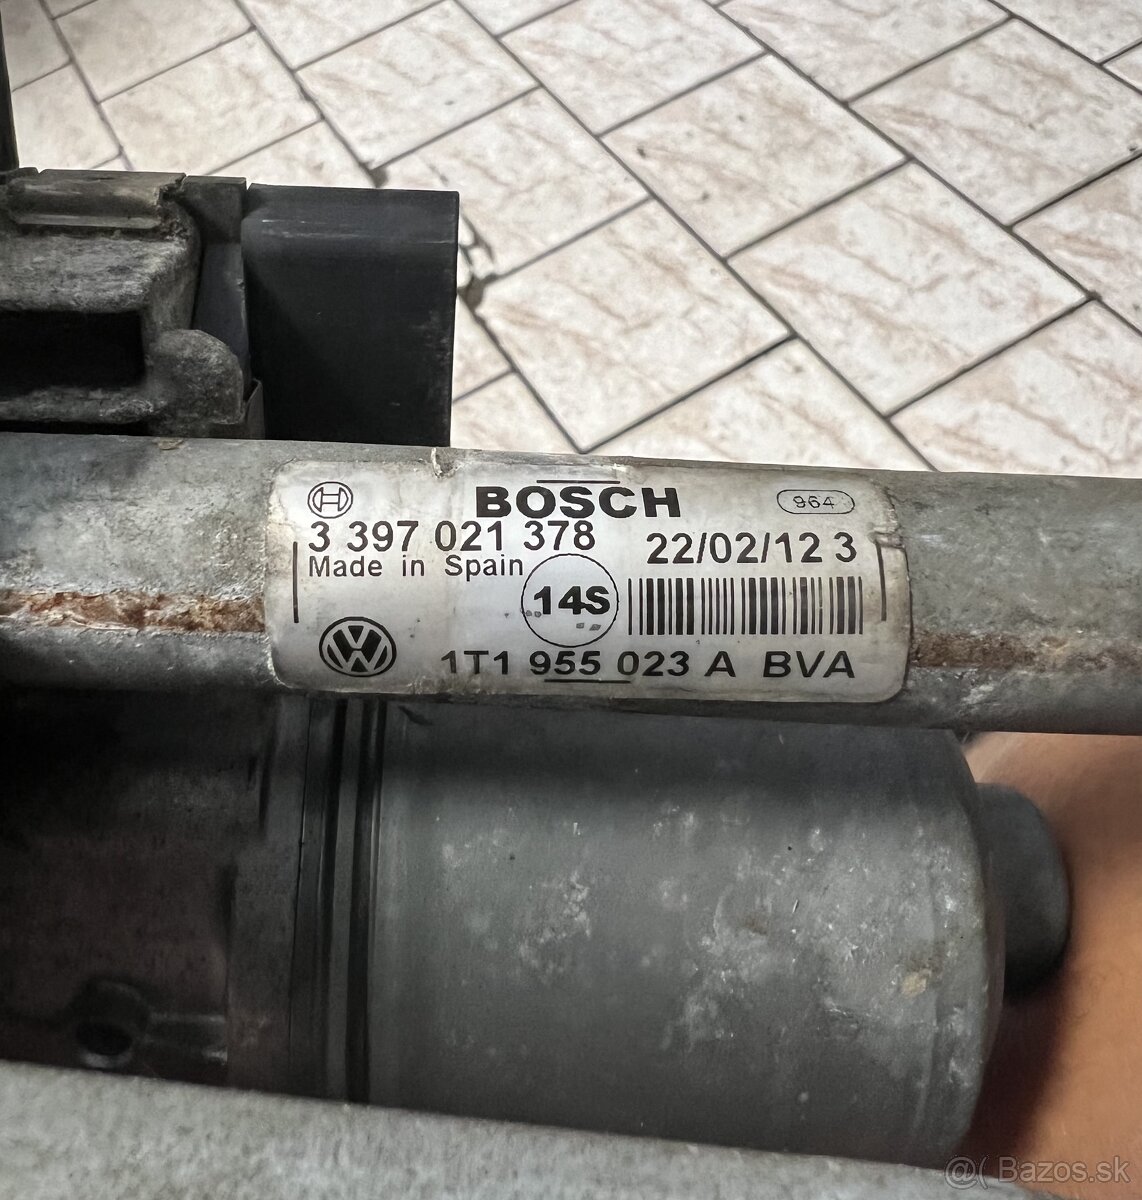 BOSCH
964
3 397 021 378
22/02/12 3
Made in Spain
14S
1T1 955 023 A BVA
@( Bazos.sk